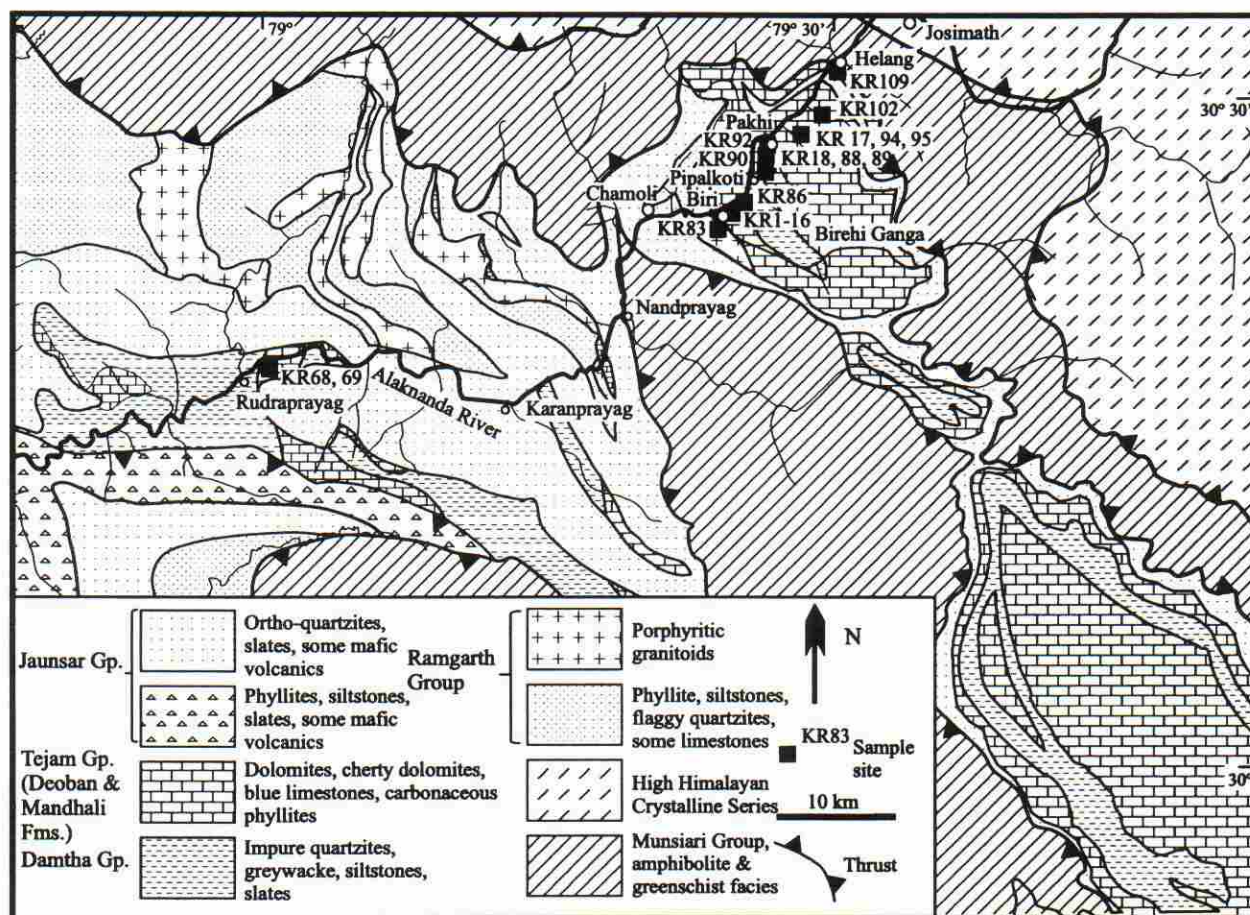 79°
79° 30'
Josimath
Helang
KR109
30° 30'
KR102
Pakhi
KR92
KR 17, 94, 95
KR90
KR18, 88, 89
Pipalkoti
Chamoli
Biri
KR86
KR83
KR1-16
Birehi Ganga
Nandprayag
KR68, 69
Rudraprayag
Alaknanda River
Karanprayag
Jaunsar Gp.
Ortho-quartzites,
slates, some mafic
volcanics
Phyllites, siltstones,
slates, some mafic
volcanics
Tejam Gp.
(Deoban &
Mandhali
Fms.)
Dolomites, cherty dolomites,
blue limestones, carbonaceous
phyllites
Damtha Gp.
Impure quartzites,
greywacke, siltstones,
slates
Ramgarth
Group
Porphyritic
granitoids
Phyllite, siltstones,
flaggy quartzites,
some limestones
High Himalayan
Crystalline Series
Munsiari Group,
amphibolite &
greenschist facies
N
KR83
Sample
site
10 km
Thrust
30°